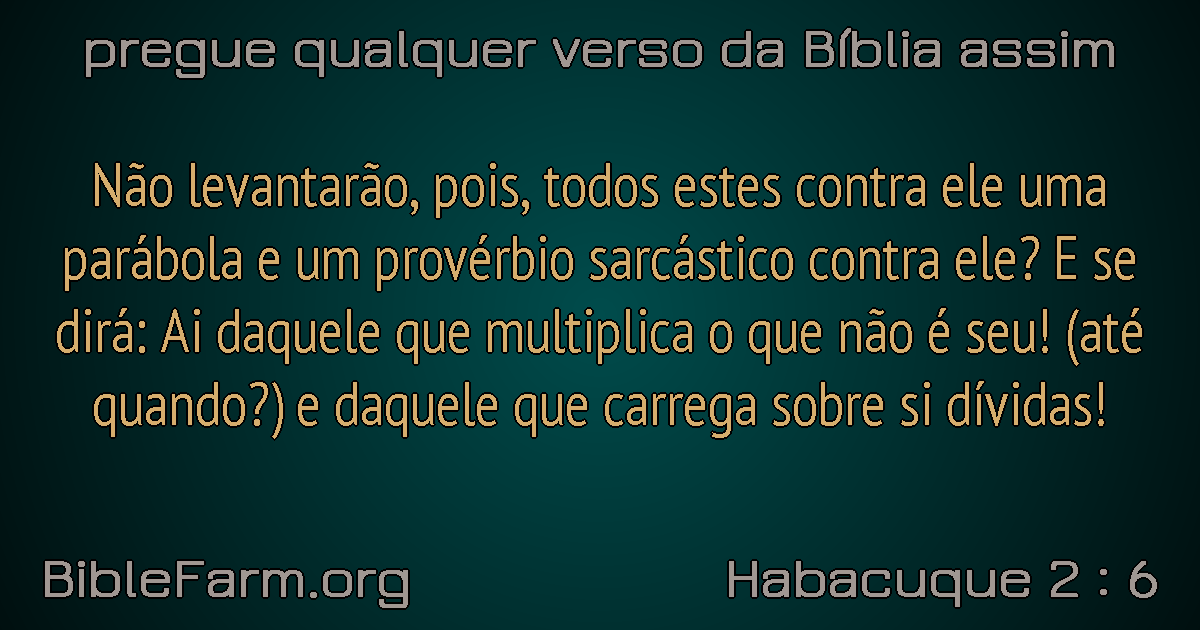 pregue qualquer verso da Bíblia assim
Não levantarão, pois, todos estes contra ele uma
parábola e um provérbio sarcástico contra ele? E se
dirá: Ai daquele que multiplica o que não é seu! (até
quando?) e daquele que carrega sobre si dívidas!
BibleFarm.org
Habacuque 2 : 6